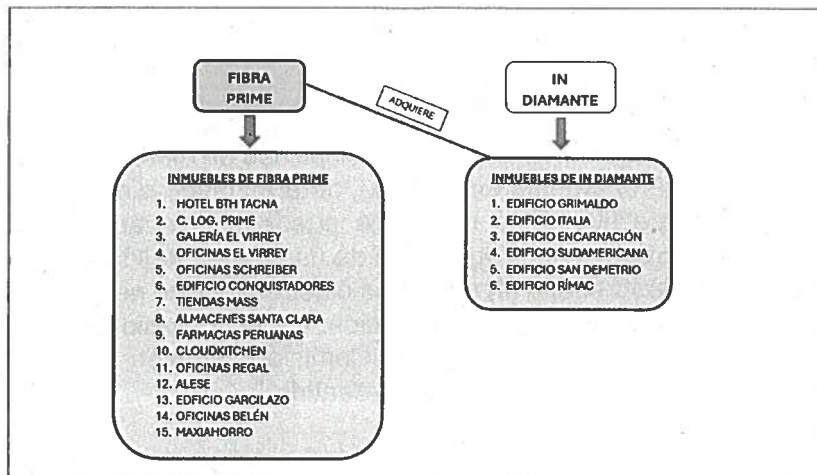 FIBRA
PRIME
ADQUIERE
IN
DIAMANTE
INMUEBLES DE FIBRA PRIME
1. HOTEL BTH TACNA
2. C. LOG. PRIME
3. GALERÍA EL VIRREY
4. OFICINAS EL VIRREY
5. OFICINAS SCHREIBER
6. EDIFICIO CONQUISTADORES
7. TIENDAS MASS
8. ALMACENES SANTA CLARA
9. FARMACIAS PERUANAS
10. CLOUDKITCHEN
11. OFICINAS REGAL
12. ALESE
13. EDFICIO GARCILAZO
14. OFICINAS BELÉN
15. MAXIAHORRO
INMUEBLES DE IN DIAMANTE
1. EDIFICIO GRIMALDO
2. EDIFICIO ITALIA
3. EDIFICIO ENCARNACIÓN
4. EDIFICIO SUDAMERICANA
5. EDIFICIO SAN DEMETRIO
6. EDIFICIO RÍMAC